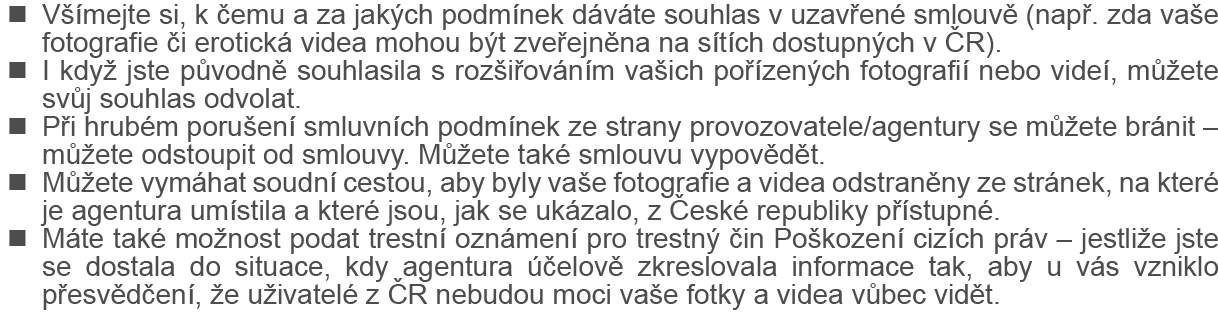 ■ Všímejte si, k čemu a za jakých podmínek dáváte souhlas v uzavřené smlouvě (např. zda vaše
fotografie či erotická videa mohou být zveřejněna na sítích dostupných v ČR).
■ I když jste původně souhlasila s rozšiřováním vašich pořízených fotografií nebo videí, můžete
svůj souhlas odvolat.
■ Při hrubém porušení smluvních podmínek ze strany provozovatele/agentury se můžete bránit –
můžete odstoupit od smlouvy. Můžete také smlouvu vypovědět.
■ Můžete vymáhat soudní cestou, aby byly vaše fotografie a videa odstraněny ze stránek, na které
je agentura umístila a které jsou, jak se ukázalo, z České republiky přístupné.
■ Máte také možnost podat trestní oznámení pro trestný čin Poškození cizích práv – jestliže jste
se dostala do situace, kdy agentura účelově zkreslovala informace tak, aby u vás vzniklo
přesvědčení, že uživatelé z ČR nebudou moci vaše fotky a videa vůbec vidět.